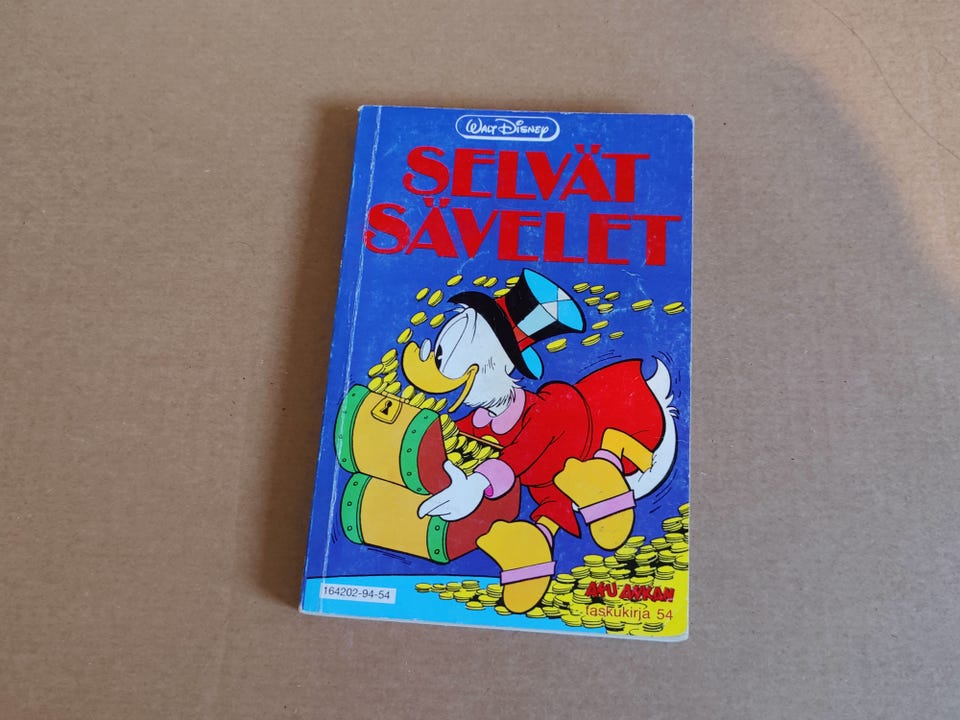 WALT DISNEY
SELVÄT
SÄVELET
164202-94-54
AKU ANKAN
taskukirja 54